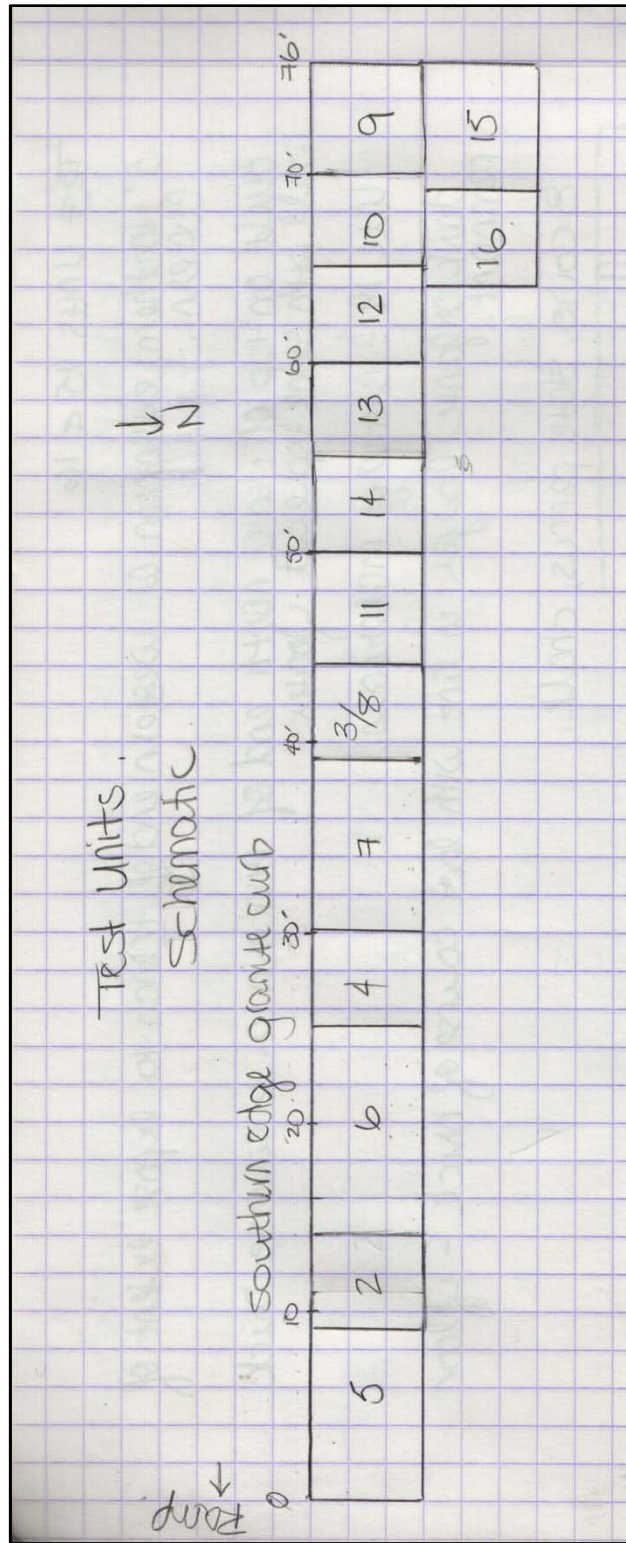 Test Units.
Schematic
Ramp
Southern edge granite curb
0 10 20 30' 40' 50' 60' 70' 76'
N
5 2 6 4 7 3/8 11 14 13 12 10 9
16 15